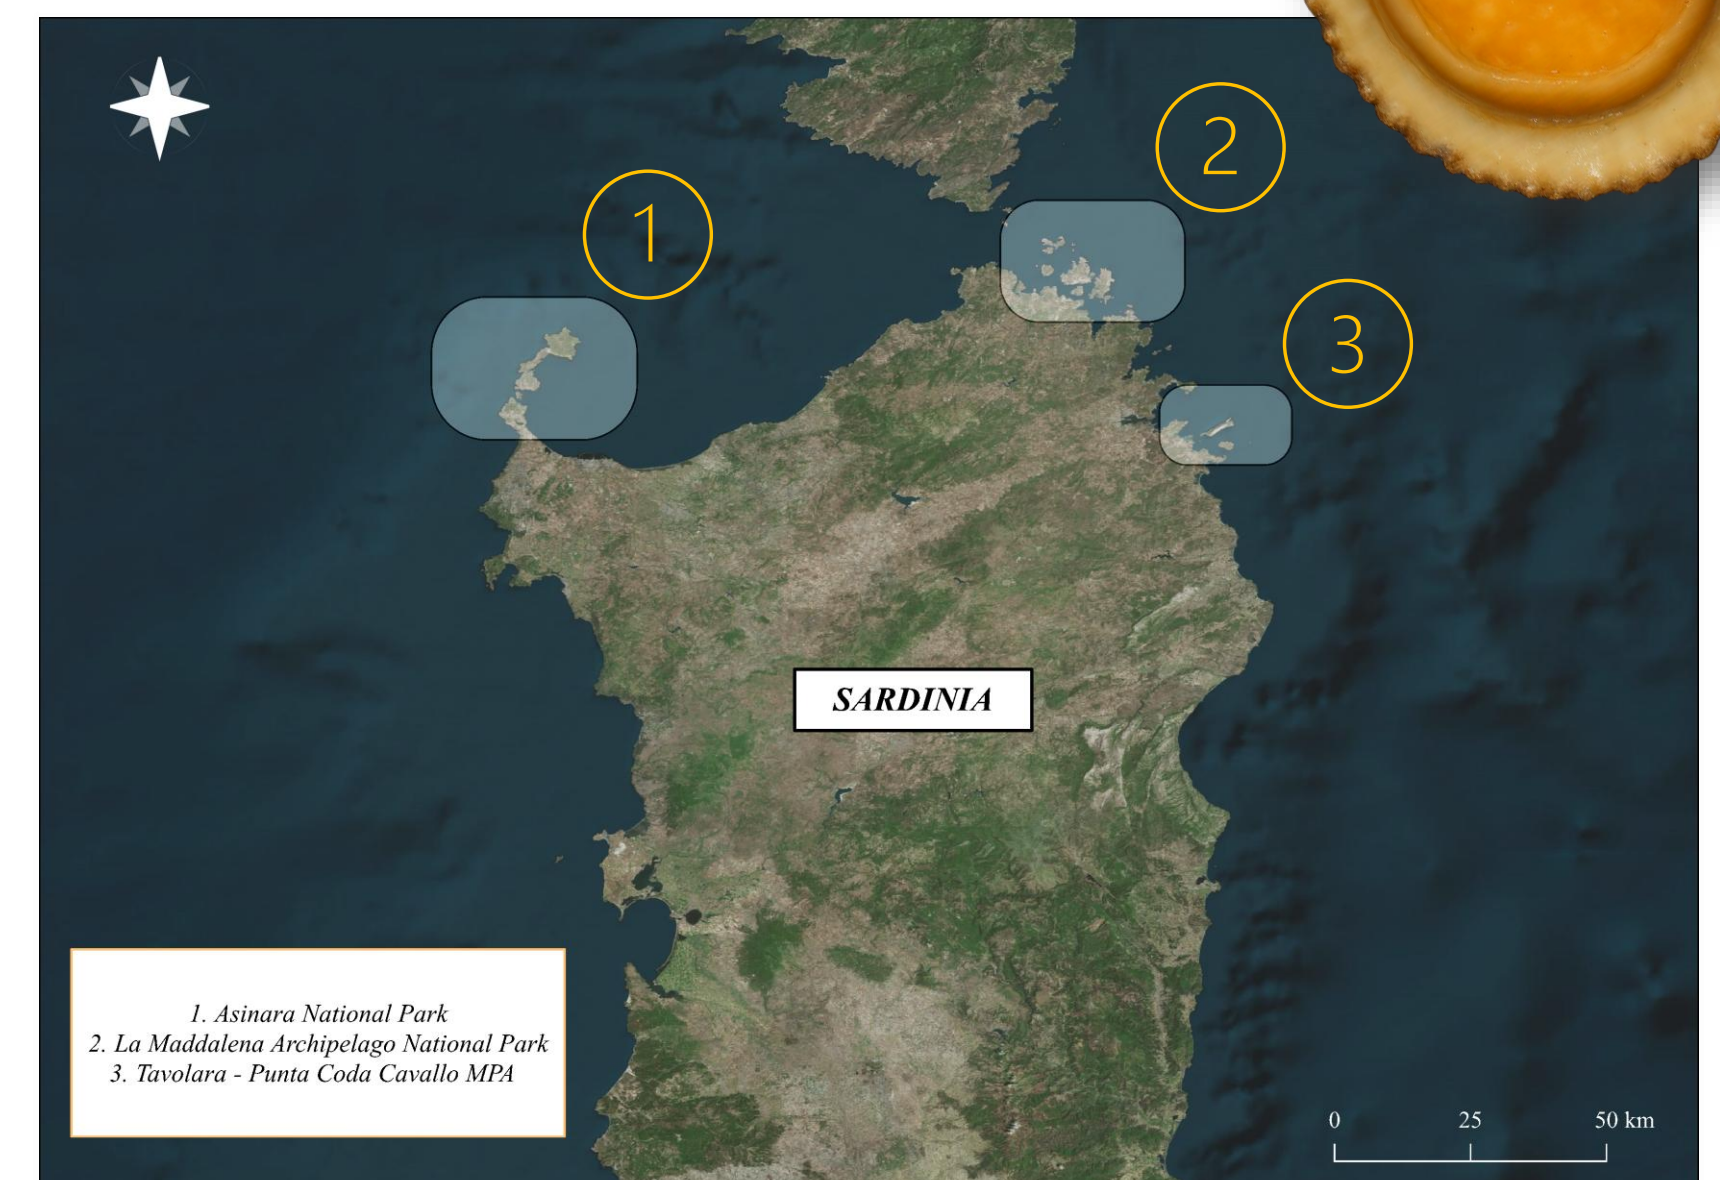 1
2
3
SARDINIA
1. Asinara National Park
2. La Maddalena Archipelago National Park
3. Tavolara - Punta Coda Cavallo MPA
0 25 50 km